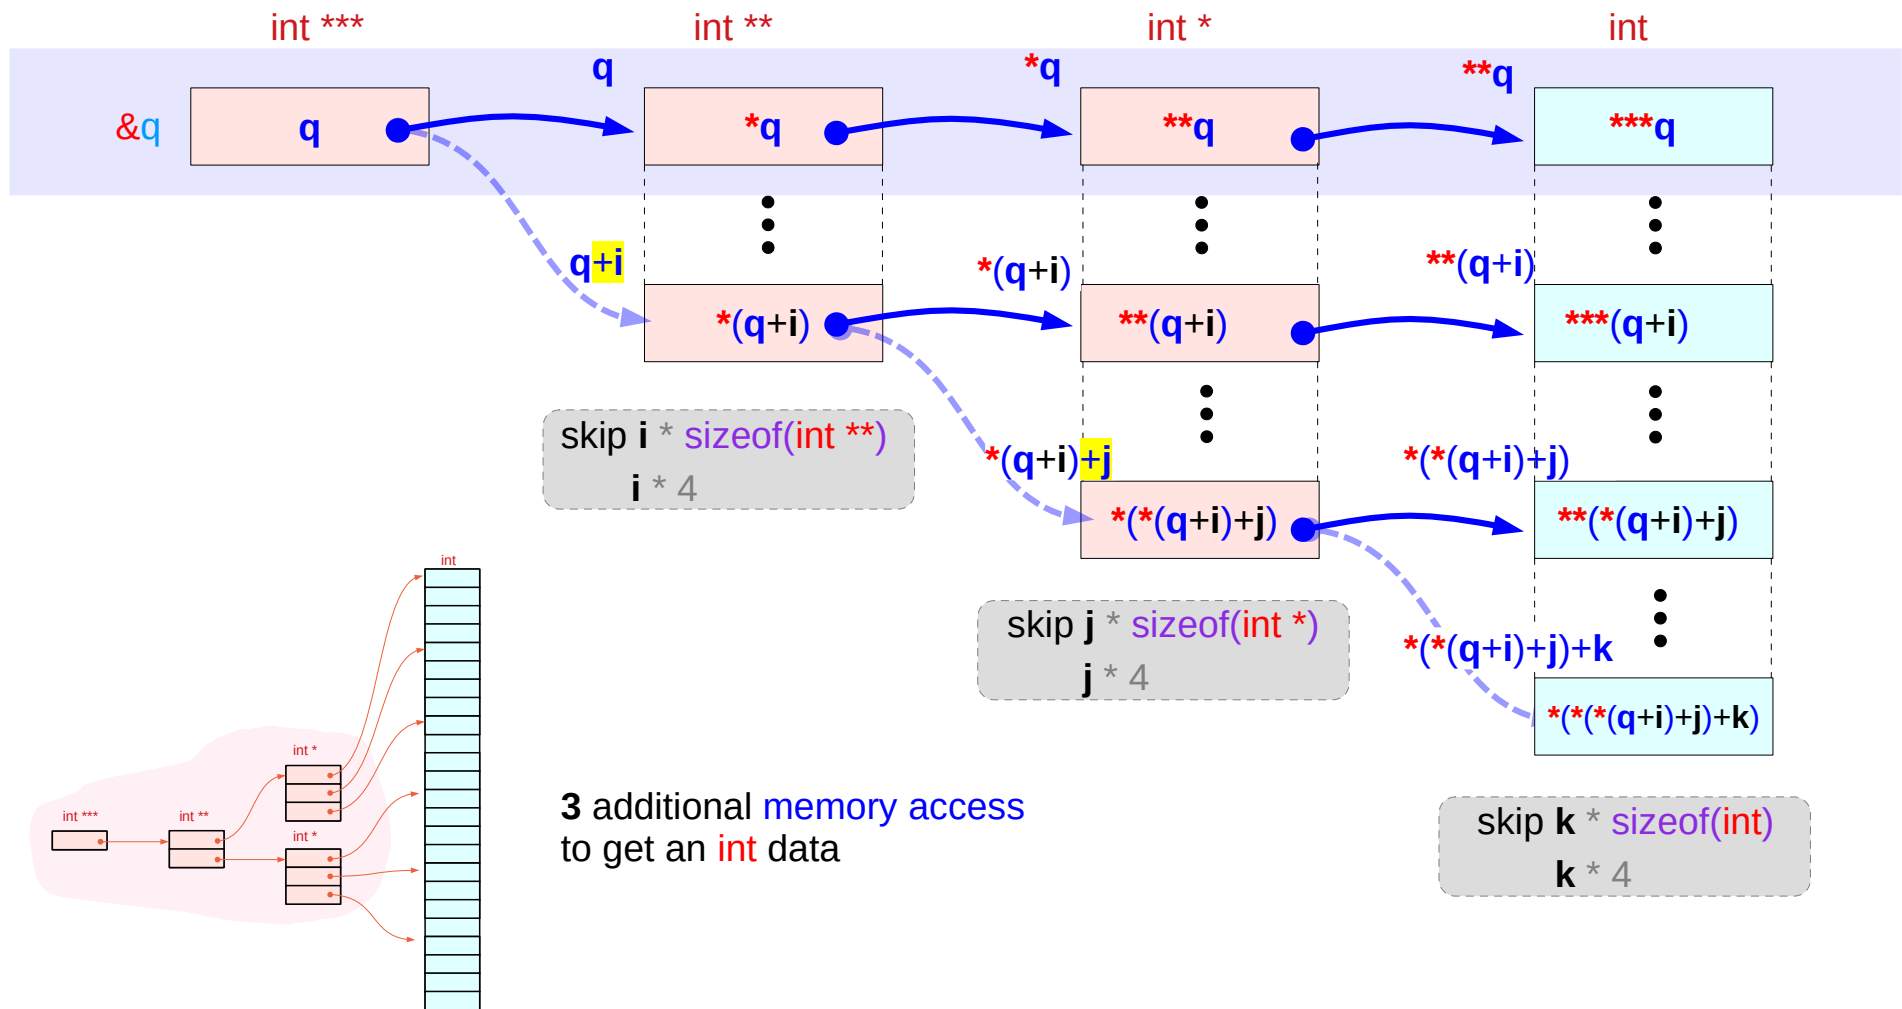 int ***
int **
int *
int
q
*q
**q
&q
q
*q
**q
***q
q+i
*(q+i)
**(q+i)
*(q+i)
**(q+i)
***(q+i)
skip i * sizeof(int **)
i * 4
*(q+i)+j
*(*(q+i)+j)
*(*(q+i)+j)
**(*(q+i)+j)
skip j * sizeof(int *)
j * 4
*(*(q+i)+j)+k
*(*(*(q+i)+j)+k)
skip k * sizeof(int)
k * 4
int
int *
int ***
int **
int *
3 additional memory access
to get an int data